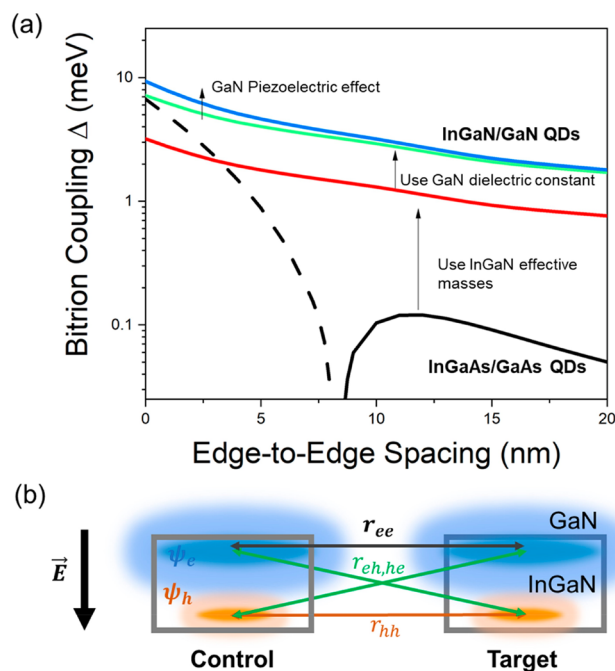 (a)
Bitrion Coupling Δ (meV)
10
1
0.1
GaN Piezoelectric effect
InGaN/GaN QDs
Use GaN dielectric constant
Use InGaN effective
masses
InGaAs/GaAs QDs
0 5 10 15 20
Edge-to-Edge Spacing (nm)
(b)
E⃗
r_ee
GaN
ψ_e
r_eh,he
InGaN
ψ_h
r_hh
Control
Target